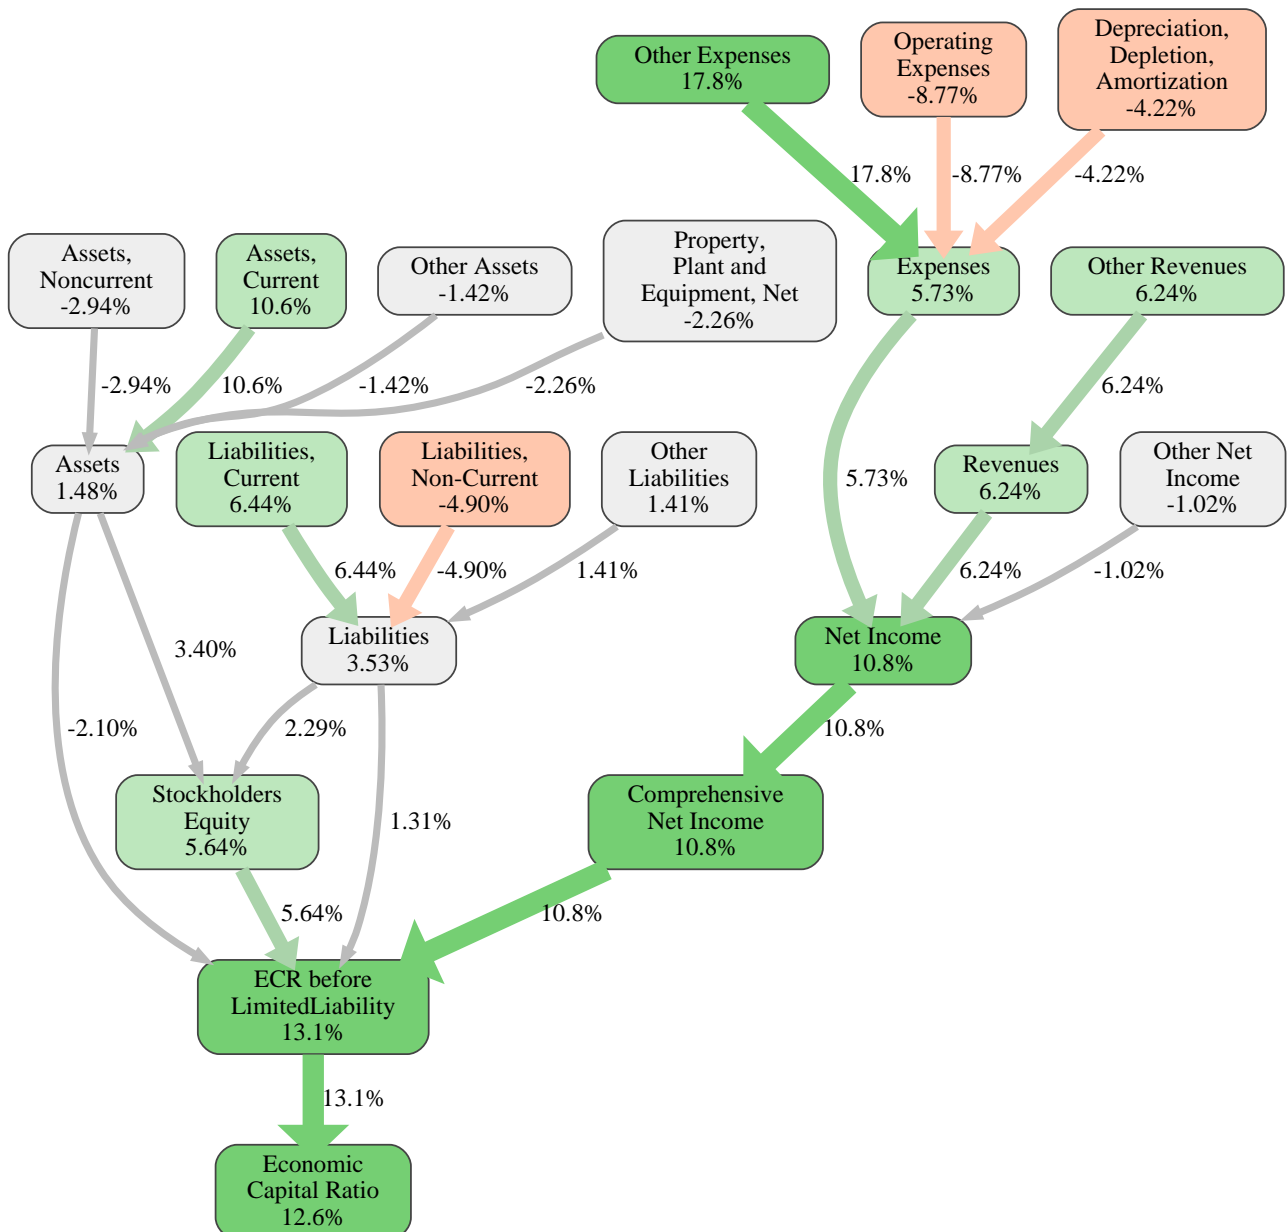 Other Expenses
17.8%
Operating
Expenses
-8.77%
Depreciation,
Depletion,
Amortization
-4.22%
17.8%
-8.77%
-4.22%
Assets,
Noncurrent
-2.94%
Assets,
Current
10.6%
Other Assets
-1.42%
Property,
Plant and
Equipment, Net
-2.26%
Expenses
5.73%
Other Revenues
6.24%
-2.94%
10.6%
-1.42%
-2.26%
6.24%
Assets
1.48%
Liabilities,
Current
6.44%
Liabilities,
Non-Current
-4.90%
Other
Liabilities
1.41%
5.73%
Revenues
6.24%
Other Net
Income
-1.02%
6.44%
-4.90%
1.41%
6.24%
-1.02%
3.40%
Liabilities
3.53%
Net Income
10.8%
-2.10%
2.29%
10.8%
Stockholders
Equity
5.64%
1.31%
Comprehensive
Net Income
10.8%
5.64%
10.8%
ECR before
LimitedLiability
13.1%
13.1%
Economic
Capital Ratio
12.6%